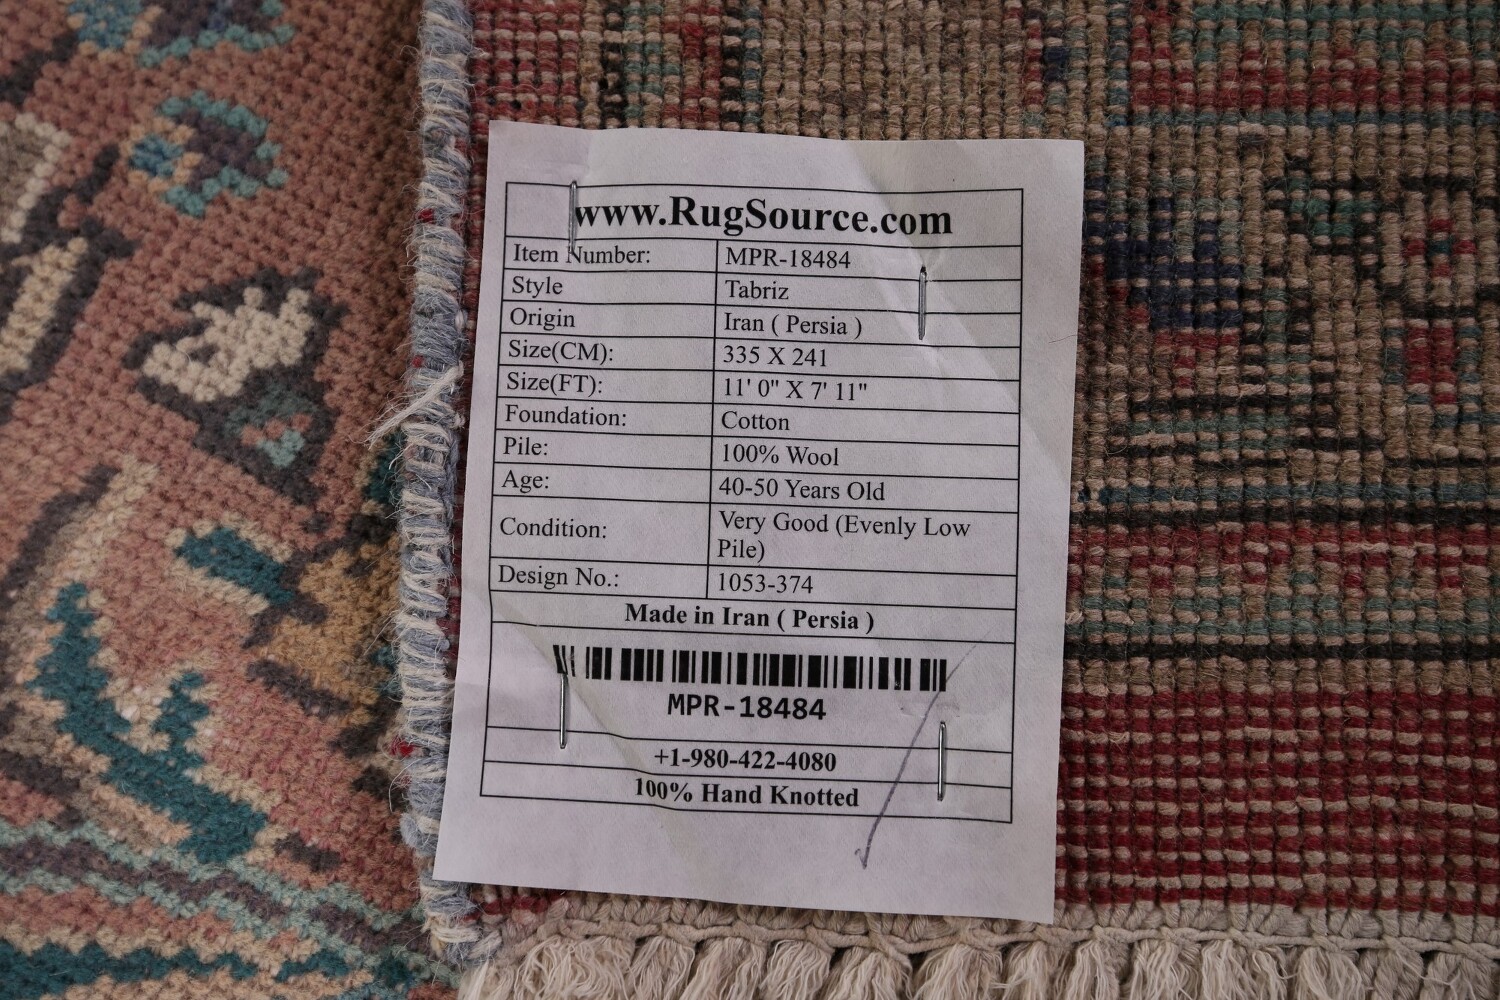 www.RugSource.com
Item Number: MPR-18484
Style Tabriz
Origin Iran ( Persia )
Size(CM): 335 X 241
Size(FT): 11' 0" X 7' 11"
Foundation: Cotton
Pile: 100% Wool
Age: 40-50 Years Old
Condition: Very Good (Evenly Low
Pile)
Design No.: 1053-374
Made in Iran ( Persia )
MPR-18484
+1-980-422-4080
100% Hand Knotted